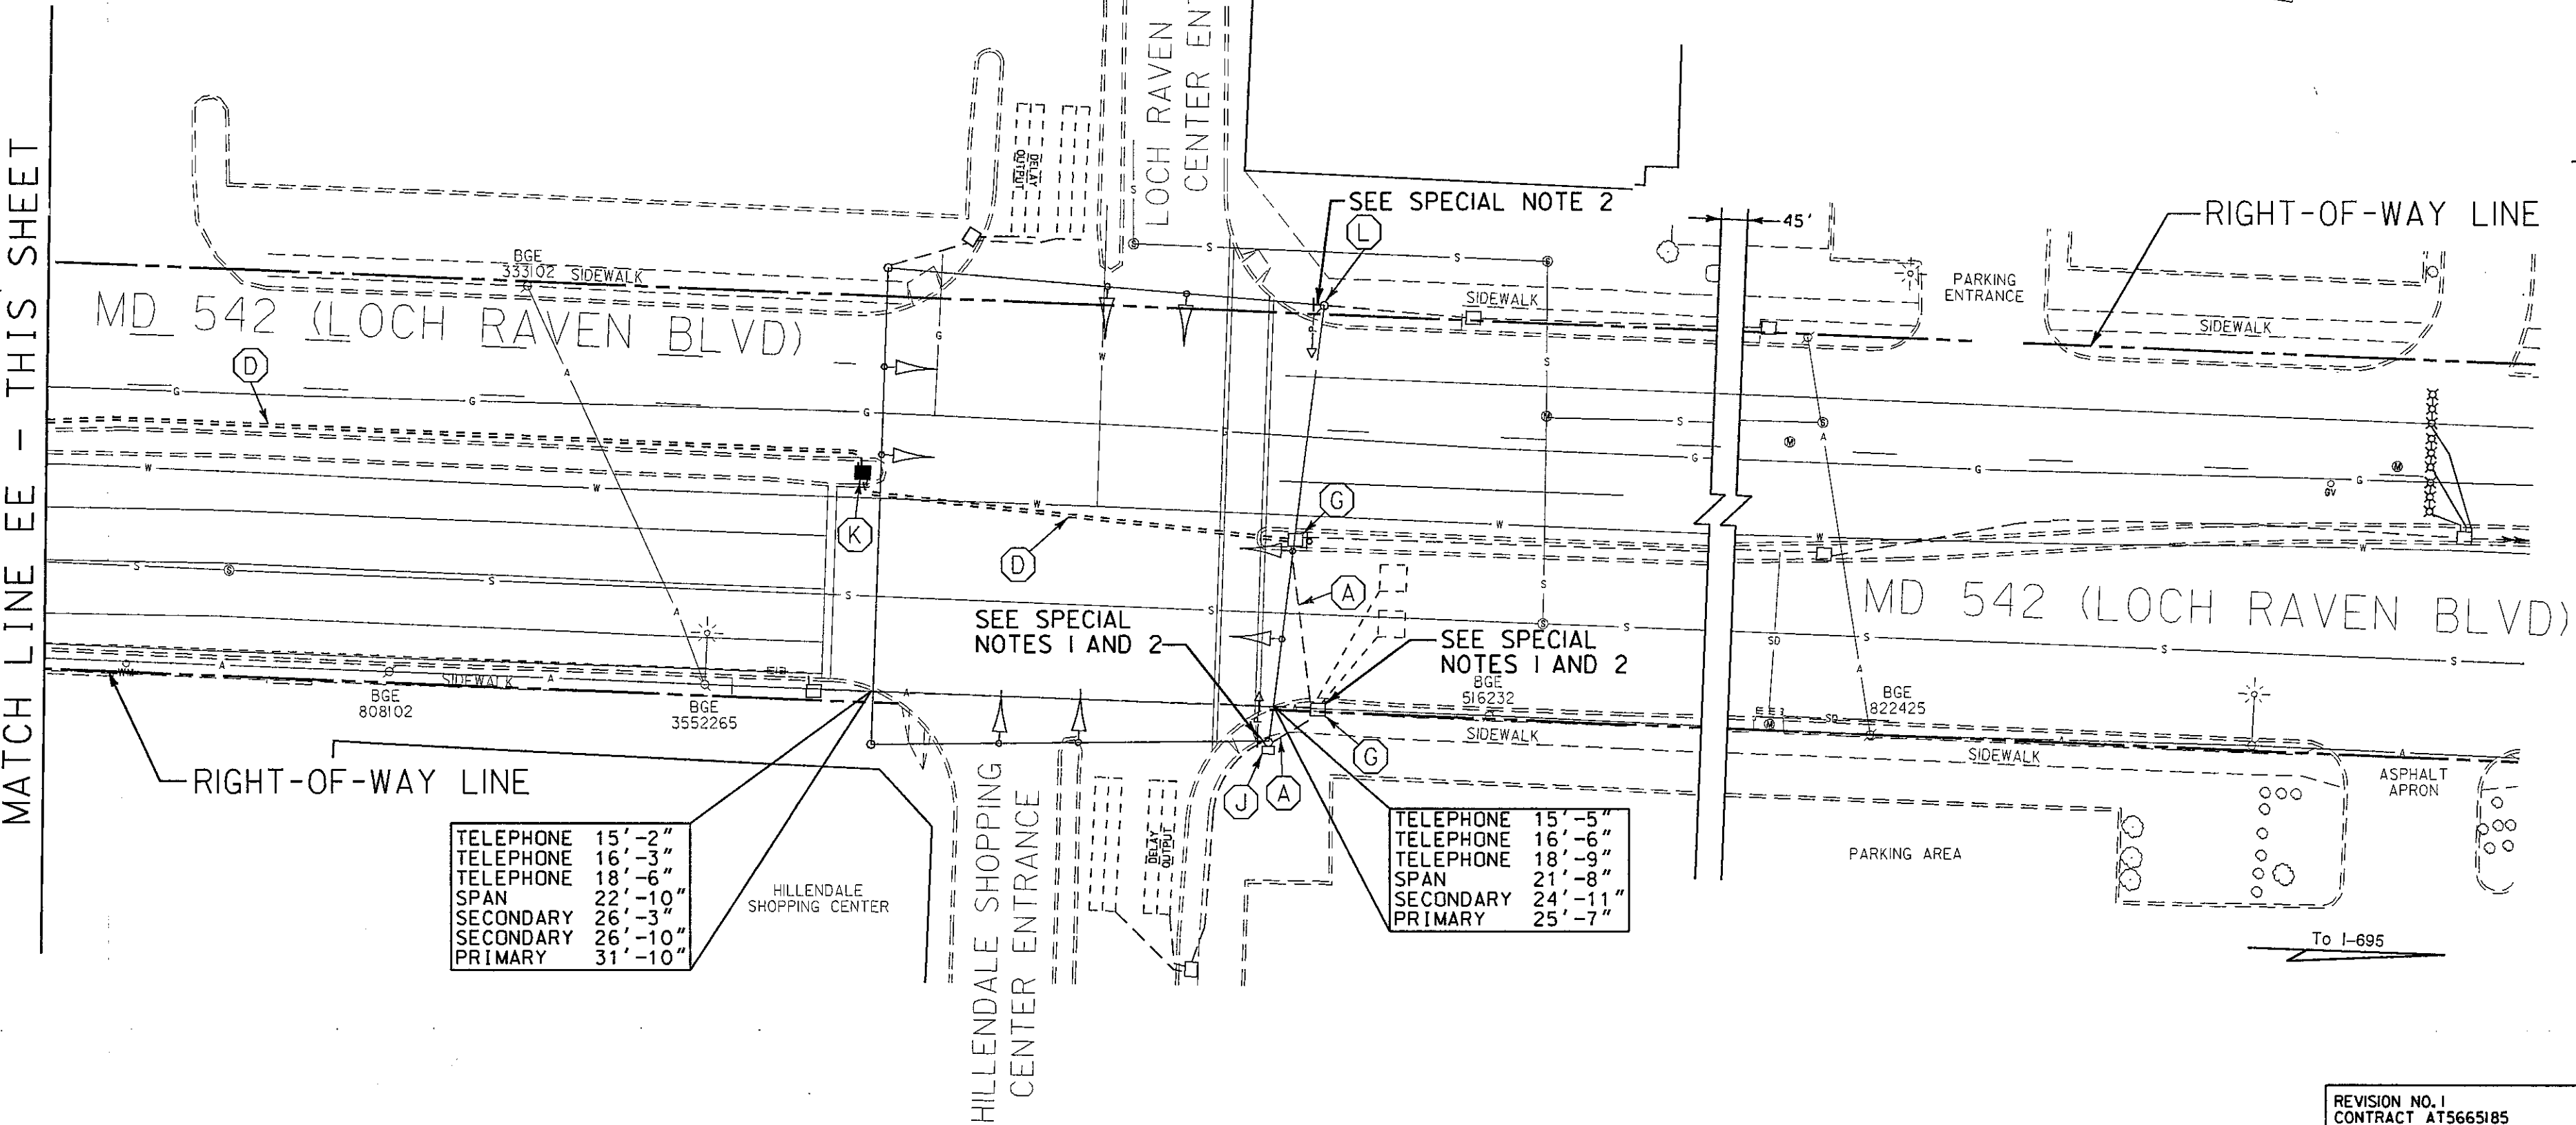 MATCH LINE EE - THIS SHEET
LOCH RAVEN
CENTER EN
DELAY
OUTPUT
SEE SPECIAL NOTE 2
L
45'
RIGHT-OF-WAY LINE
BGE
333102 SIDEWALK
SIDEWALK
PARKING
ENTRANCE
SIDEWALK
MD 542 (LOCH RAVEN BLVD)
D
A
G
G
G
G
W
W
W
W
W
S
S
S
S
S
M
M
M
GV
G
K
D
A
SEE SPECIAL
NOTES 1 AND 2
SEE SPECIAL
NOTES 1 AND 2
MD 542 (LOCH RAVEN BLVD)
SD
BGE
516232
BGE
822425
SIDEWALK
BGE
808102
BGE
3552265
SIDEWALK
SIDEWALK
RIGHT-OF-WAY LINE
G
J
A
ASPHALT
APRON
TELEPHONE 15'-2"
TELEPHONE 16'-3"
TELEPHONE 18'-6"
SPAN 22'-10"
SECONDARY 26'-3"
SECONDARY 26'-10"
PRIMARY 31'-10"
HILLENDALE
SHOPPING CENTER
HILLENDALE SHOPPING
CENTER ENTRANCE
DELAY
OUTPUT
TELEPHONE 15'-5"
TELEPHONE 16'-6"
TELEPHONE 18'-9"
SPAN 21'-8"
SECONDARY 24'-11"
PRIMARY 25'-7"
PARKING AREA
To I-695
REVISION NO. 1
CONTRACT AT5665185